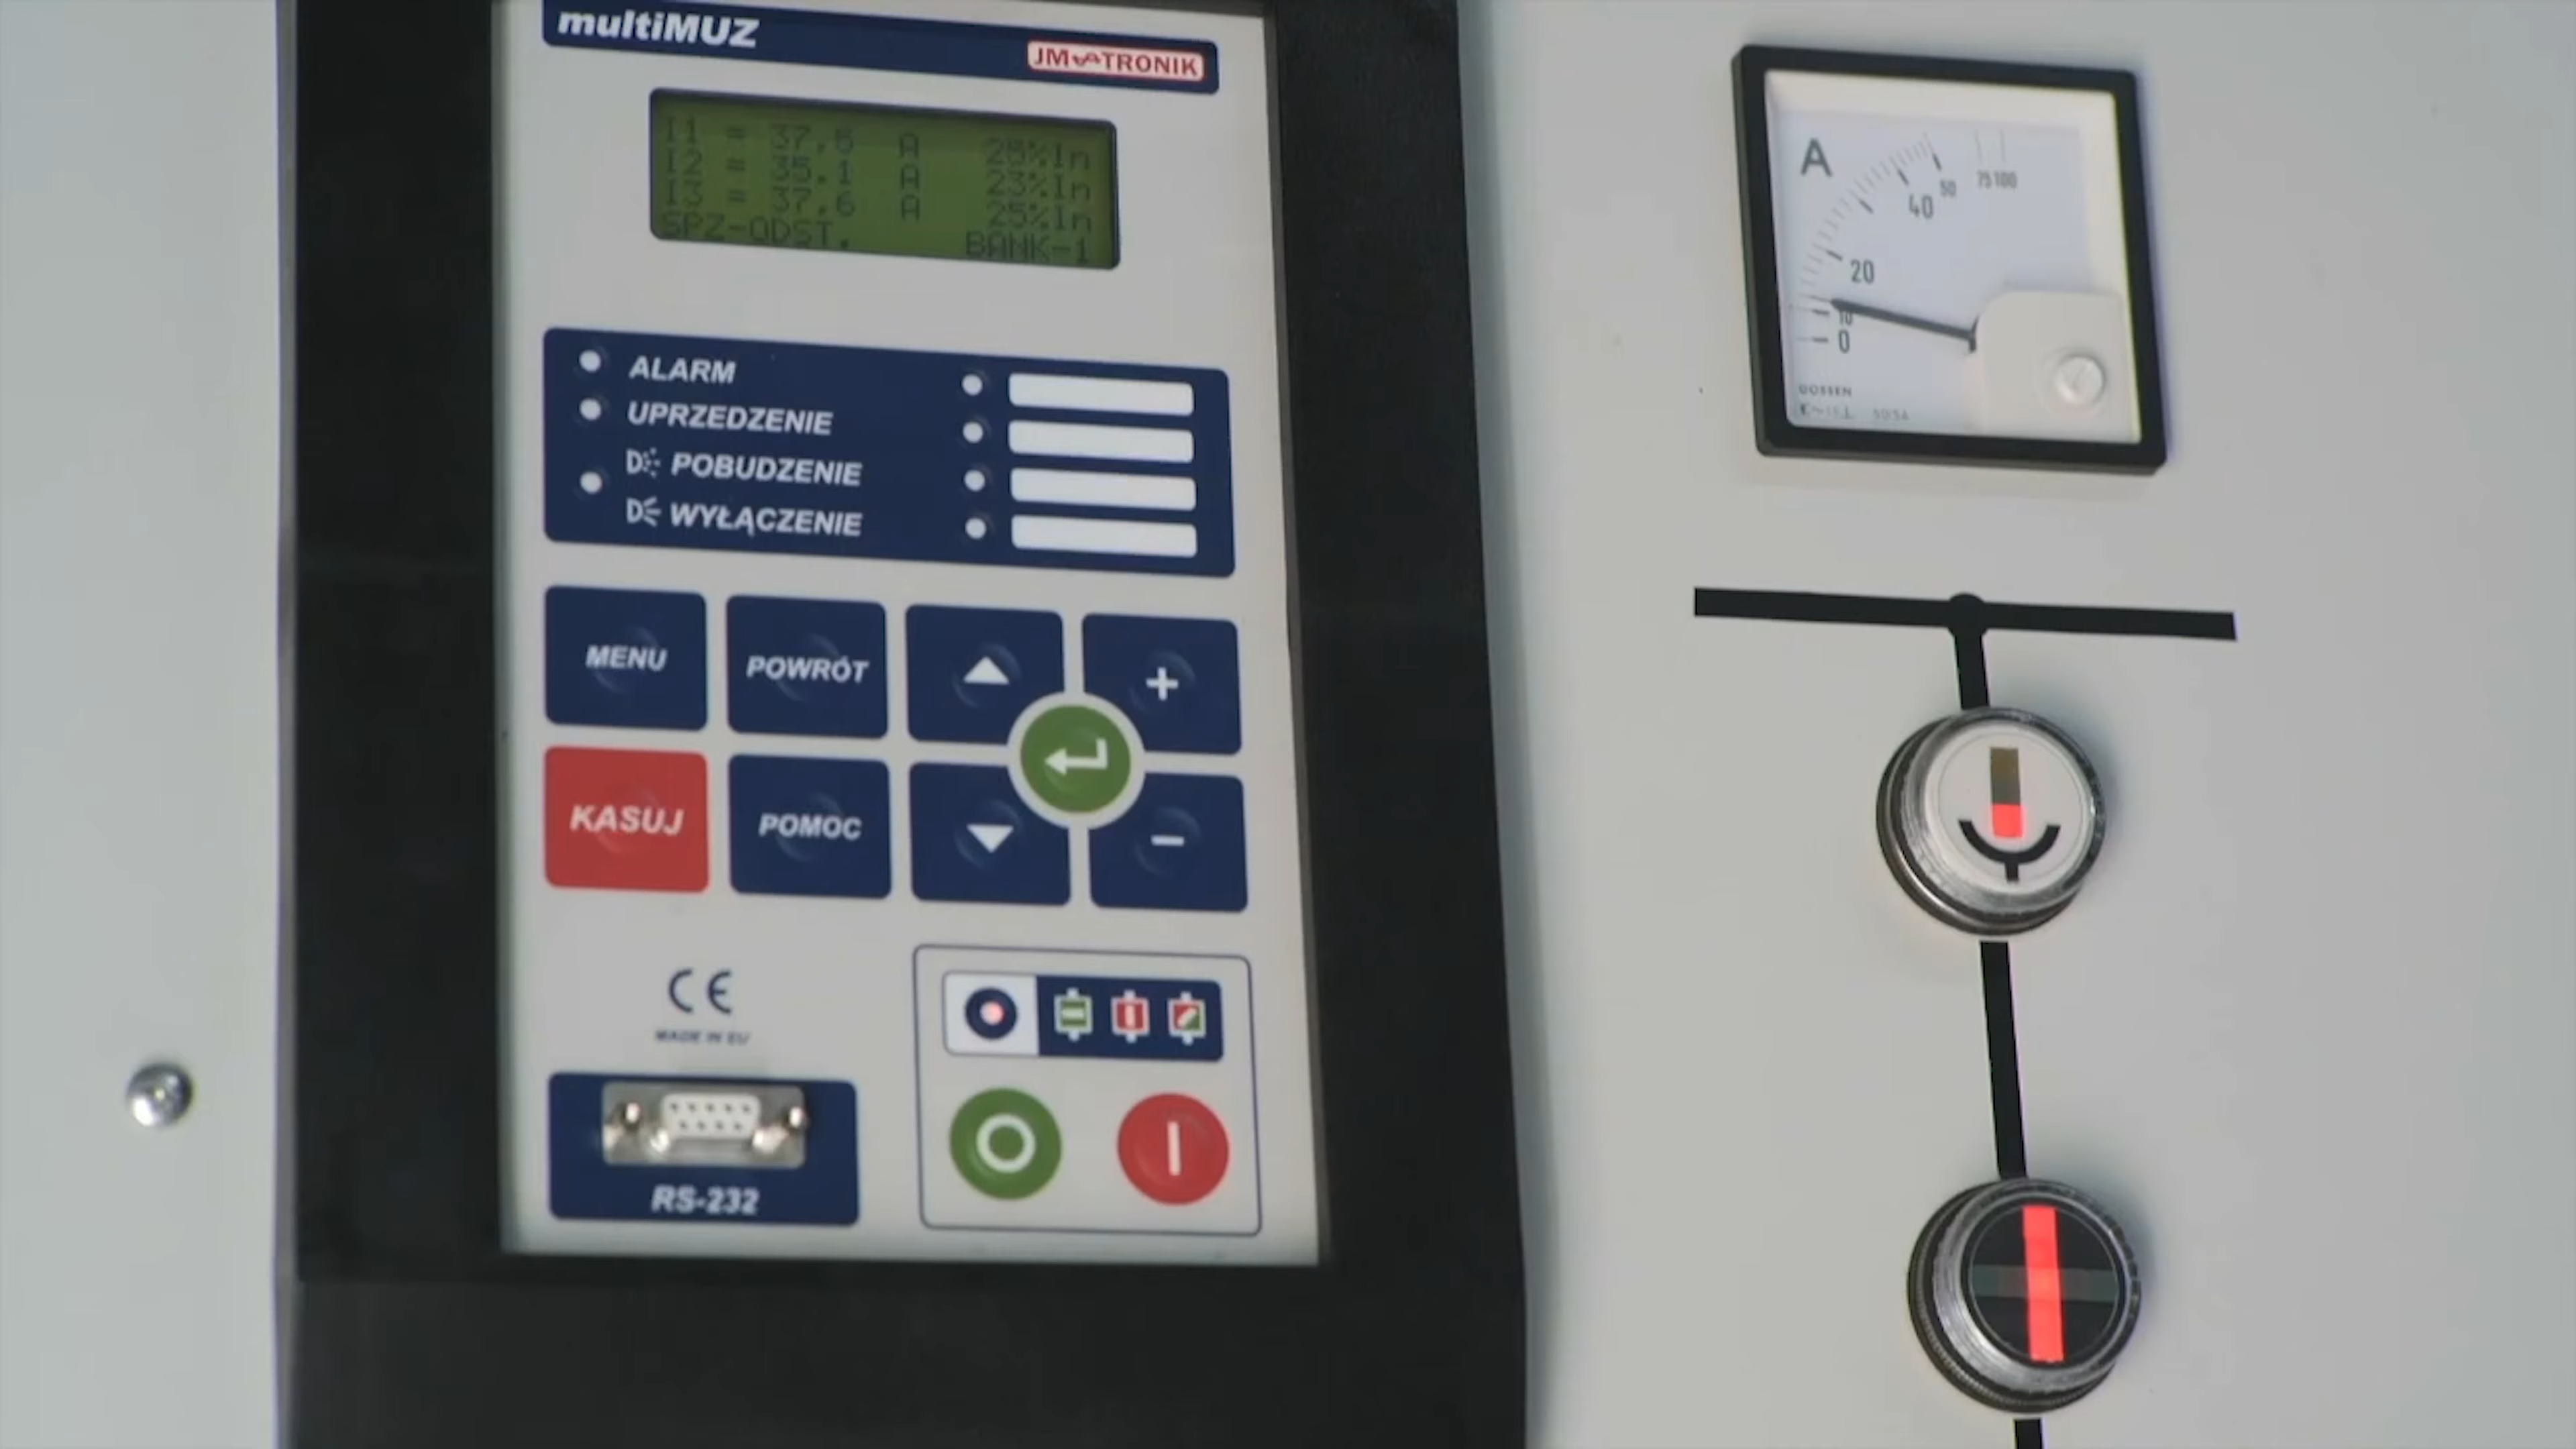 multiMUZ
JM TRONIK
I1 = 37,6 A 25%In
I2 = 35,1 A 23%In
I3 = 37,6 A 25%In
SPZ-ODST. BANK-1
ALARM
UPRZEDZENIE
POBUDZENIE
WYŁĄCZENIE
MENU
POWRÓT
+
KASUJ
POMOC
−
CE
MADE IN EU
RS-232
A
0
10
20
40
50
75
100
GOSSEN